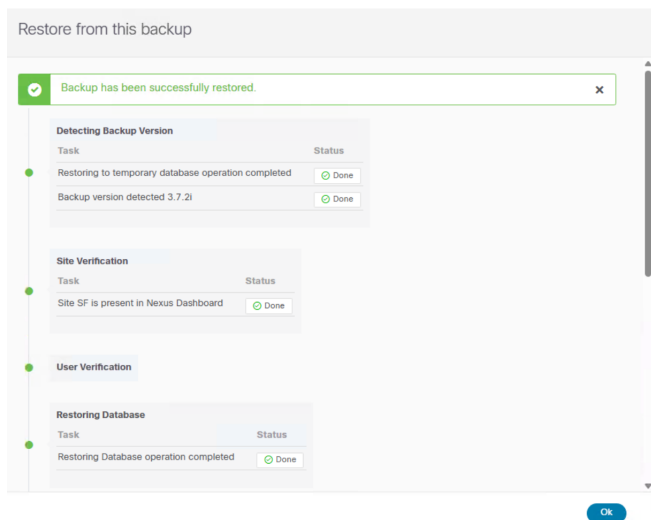 Restore from this backup
Backup has been successfully restored.
Detecting Backup Version
Task Status
Restoring to temporary database operation completed Done
Backup version detected 3.7.2i Done
Site Verification
Task Status
Site SF is present in Nexus Dashboard Done
User Verification
Restoring Database
Task Status
Restoring Database operation completed Done
Ok